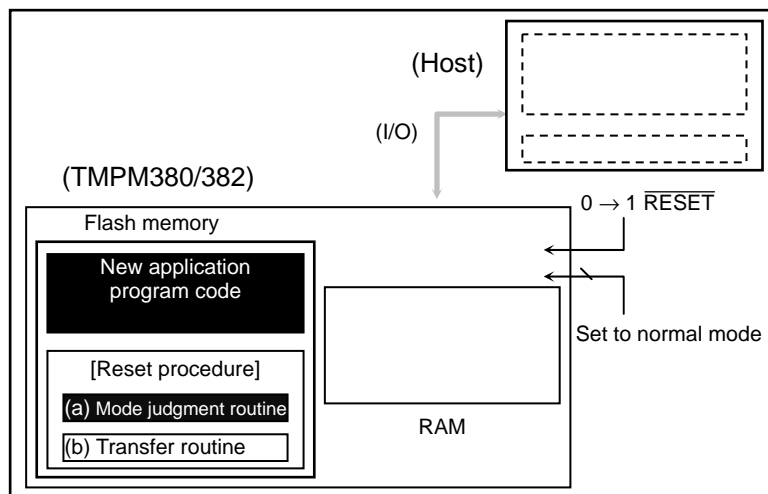 (Host)
(I/O)
(TMPM380/382)
0 → 1 RESET
Flash memory
New application
program code
Set to normal mode
[Reset procedure]
(a) Mode judgment routine
(b) Transfer routine
RAM